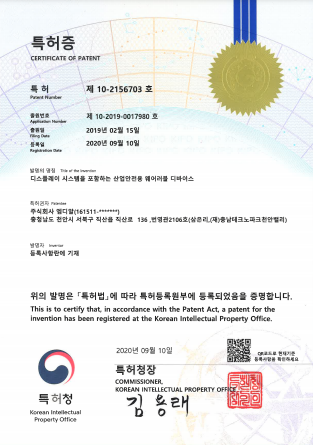 특허증
CERTIFICATE OF PATENT
특 허 제 10-2156703 호
Patent Number
출원번호 제 10-2019-0017980 호
Application Number
출원일 2019년 02월 15일
Filing Date
등록일 2020년 09월 10일
Registration Date
발명의 명칭 Title of the Invention
디스플레이 시스템을 포함하는 산업안전용 웨어러블 디바이스
특허권자 Patentee
주식회사 엠디알(161511-*******)
충청남도 천안시 서북구 직산읍 직산로 136 ,번영관2106호(삼은리,(재)충남테크노파크천안밸리)
발명자 Inventor
등록사항란에 기재
위의 발명은 「특허법」에 따라 특허등록원부에 등록되었음을 증명합니다.
This is to certify that, in accordance with the Patent Act, a patent for the
invention has been registered at the Korean Intellectual Property Office.
2020년 09월 10일
QR코드로 현재기준
등록사항을 확인하세요
특허청장
COMMISSIONER,
KOREAN INTELLECTUAL PROPERTY OFFICE
김용래
특허청
Korean Intellectual
Property Office